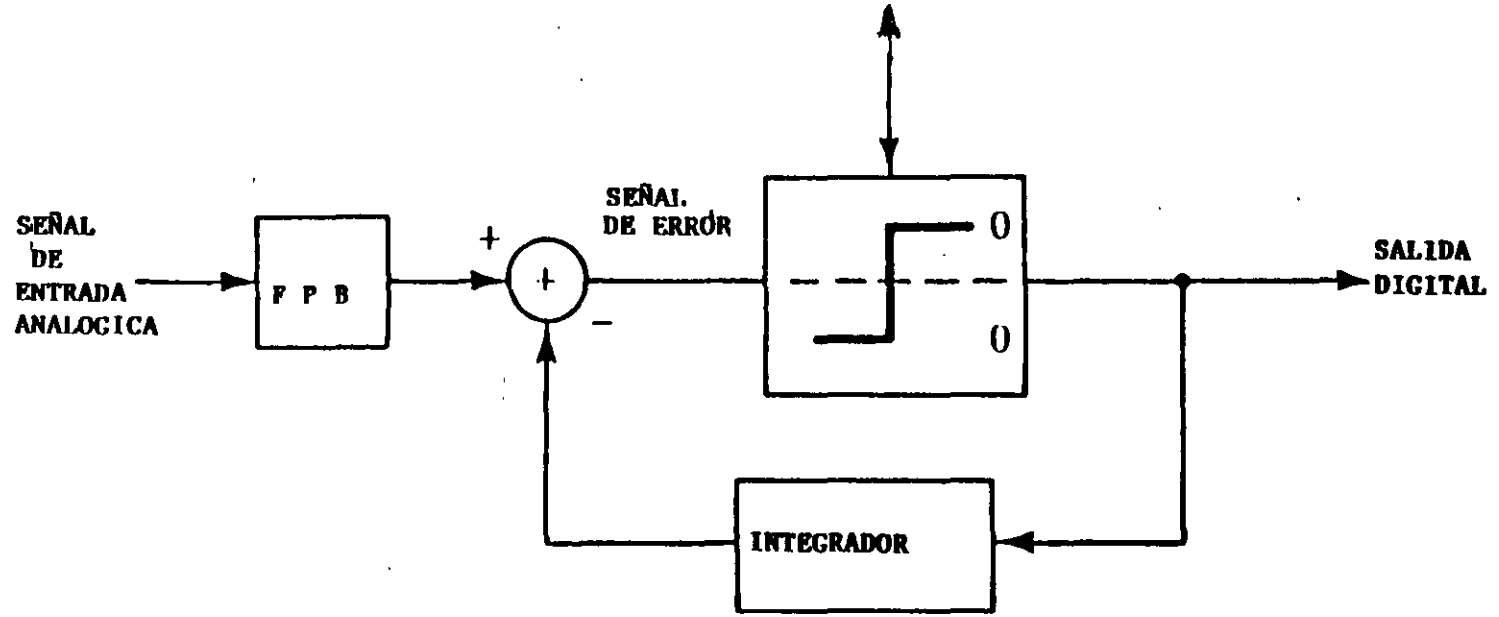 SEÑAL
DE
ENTRADA
ANALOGICA
F P B
+
+
-
SEÑAL
DE ERROR
0
0
SALIDA
DIGITAL
INTEGRADOR